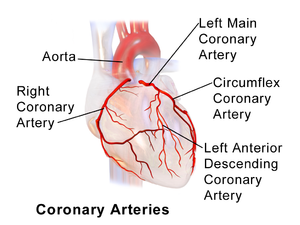 Left Main
Coronary
Artery
Aorta
Right
Coronary
Artery
Circumflex
Coronary
Artery
Left Anterior
Descending
Coronary
Artery
Coronary Arteries